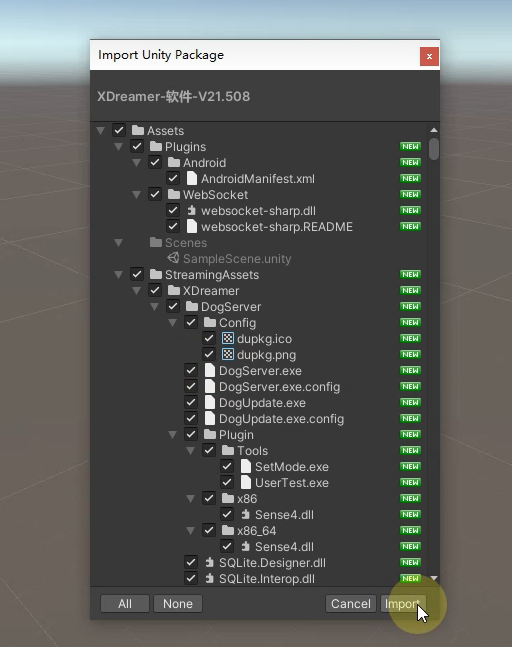 Import Unity Package
x
XDreamer-软件-V21.508
Assets
Plugins NEW
Android NEW
AndroidManifest.xml NEW
WebSocket NEW
websocket-sharp.dll NEW
websocket-sharp.README NEW
Scenes
SampleScene.unity
StreamingAssets NEW
XDreamer NEW
DogServer NEW
Config NEW
dupkg.ico NEW
dupkg.png NEW
DogServer.exe NEW
DogServer.exe.config NEW
DogUpdate.exe NEW
DogUpdate.exe.config NEW
Plugin NEW
Tools NEW
SetMode.exe NEW
UserTest.exe NEW
x86 NEW
Sense4.dll NEW
x86_64 NEW
Sense4.dll NEW
SQLite.Designer.dll NEW
SQLite.Interop.dll NEW
All None Cancel Import